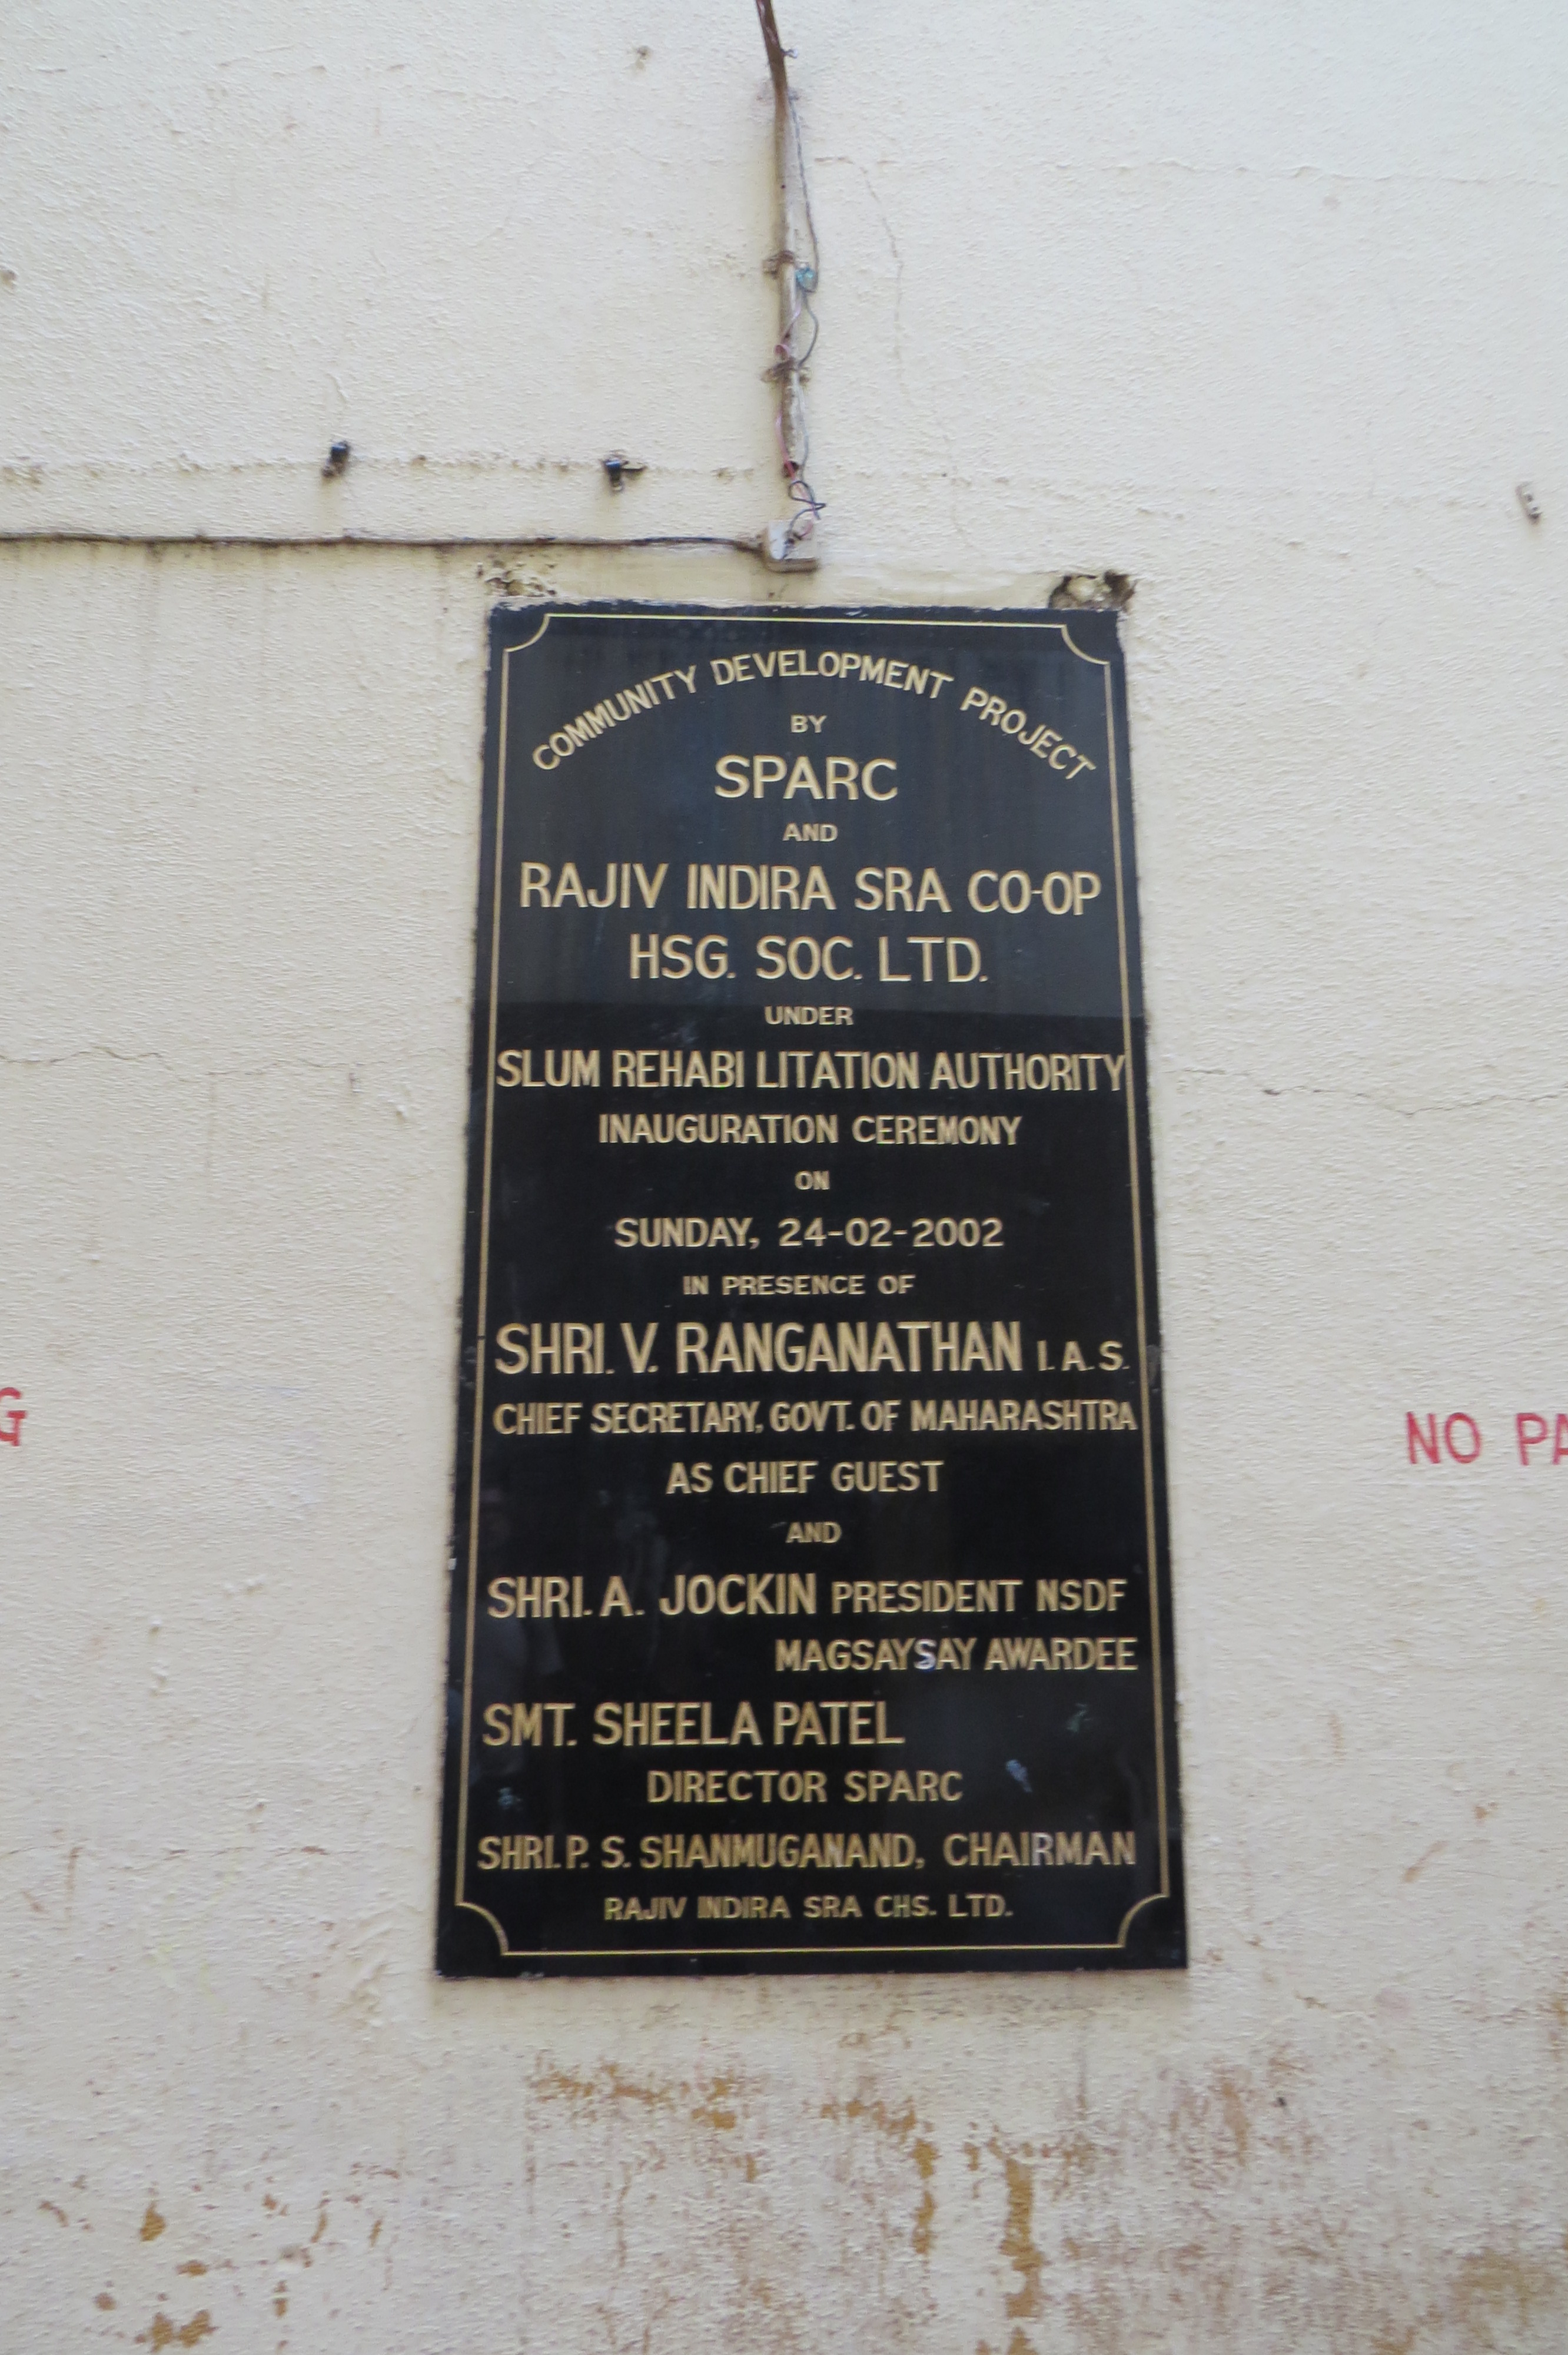 COMMUNITY DEVELOPMENT PROJECT
BY
SPARC
AND
RAJIV INDIRA SRA CO-OP
HSG. SOC. LTD.
UNDER
SLUM REHABI LITATION AUTHORITY
INAUGURATION CEREMONY
ON
SUNDAY, 24-02-2002
IN PRESENCE OF
SHRI. V. RANGANATHAN I. A. S.
CHIEF SECRETARY, GOVT. OF MAHARASHTRA
AS CHIEF GUEST
AND
SHRI. A. JOCKIN PRESIDENT NSDF
MAGSAYSAY AWARDEE
SMT. SHEELA PATEL
DIRECTOR SPARC
SHRI. P. S. SHANMUGANAND, CHAIRMAN
RAJIV INDIRA SRA CHS. LTD.
G
NO PA